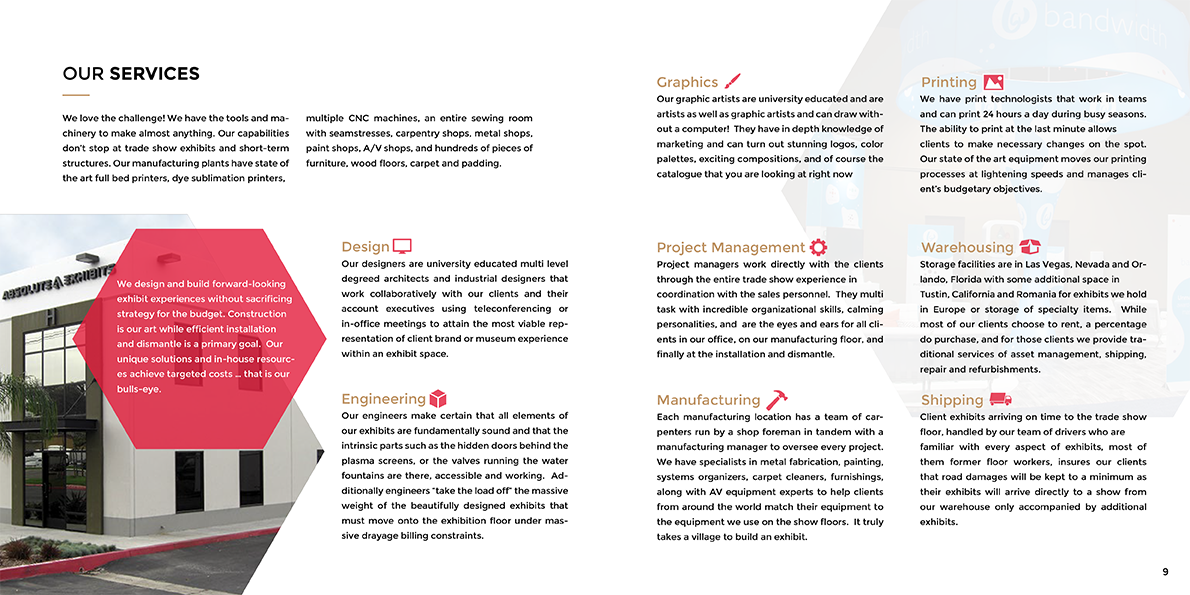 OUR SERVICES
We love the challenge! We have the tools and ma-
chinery to make almost anything. Our capabilities
don't stop at trade show exhibits and short-term
structures. Our manufacturing plants have state of
the art full bed printers, dye sublimation printers,
multiple CNC machines, an entire sewing room
with seamstresses, carpentry shops, metal shops,
paint shops, A/V shops, and hundreds of pieces of
furniture, wood floors, carpet and padding.
ABSOLUTE EXHIBITS
We design and build forward-looking
exhibit experiences without sacrificing
strategy for the budget. Construction
is our art while efficient installation
and dismantle is a primary goal. Our
unique solutions and in-house resourc-
es achieve targeted costs ... that is our
bulls-eye.
Design
Our designers are university educated multi level
degreed architects and industrial designers that
work collaboratively with our clients and their
account executives using teleconferencing or
in-office meetings to attain the most viable rep-
resentation of client brand or museum experience
within an exhibit space.
Engineering
Our engineers make certain that all elements of
our exhibits are fundamentally sound and that the
intrinsic parts such as the hidden doors behind the
plasma screens, or the valves running the water
fountains are there, accessible and working. Ad-
ditionally engineers "take the load off" the massive
weight of the beautifully designed exhibits that
must move onto the exhibition floor under mas-
sive drayage billing constraints.
bandwidth
Graphics
Our graphic artists are university educated and are
artists as well as graphic artists and can draw with-
out a computer! They have in depth knowledge of
marketing and can turn out stunning logos, color
palettes, exciting compositions, and of course the
catalogue that you are looking at right now
Project Management
Project managers work directly with the clients
through the entire trade show experience in
coordination with the sales personnel. They multi
task with incredible organizational skills, calming
personalities, and are the eyes and ears for all cli-
ents in our office, on our manufacturing floor, and
finally at the installation and dismantle.
Manufacturing
Each manufacturing location has a team of car-
penters run by a shop foreman in tandem with a
manufacturing manager to oversee every project.
We have specialists in metal fabrication, painting,
systems organizers, carpet cleaners, furnishings,
along with AV equipment experts to help clients
from around the world match their equipment to
the equipment we use on the show floors. It truly
takes a village to build an exhibit.
Printing
We have print technologists that work in teams
and can print 24 hours a day during busy seasons.
The ability to print at the last minute allows
clients to make necessary changes on the spot.
Our state of the art equipment moves our printing
processes at lightening speeds and manages cli-
ent's budgetary objectives.
Warehousing
Storage facilities are in Las Vegas, Nevada and Or-
lando, Florida with some additional space in
Tustin, California and Romania for exhibits we hold
in Europe or storage of specialty items. While
most of our clients choose to rent, a percentage
do purchase, and for those clients we provide tra-
ditional services of asset management, shipping,
repair and refurbishments.
Shipping
Client exhibits arriving on time to the trade show
floor, handled by our team of drivers who are
familiar with every aspect of exhibits, most of
them former floor workers, insures our clients
that road damages will be kept to a minimum as
their exhibits will arrive directly to a show from
our warehouse only accompanied by additional
exhibits.
9